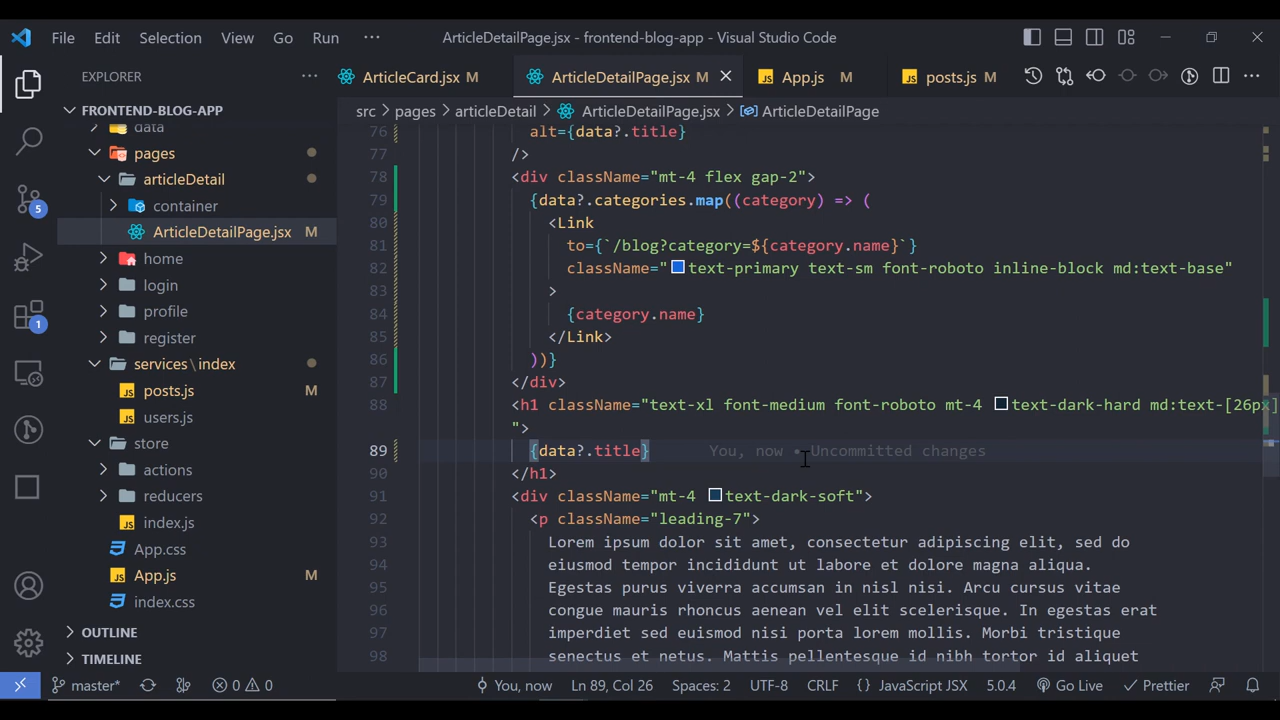 File Edit Selection View Go Run ··· ArticleDetailPage.jsx - frontend-blog-app - Visual Studio Code
EXPLORER ···
ArticleCard.jsx M ArticleDetailPage.jsx M App.js M posts.js M ···
FRONTEND-BLOG-APP
src > pages > articleDetail > ArticleDetailPage.jsx > ArticleDetailPage
data
pages
articleDetail
container
ArticleDetailPage.jsx M
home
login
profile
register
services\index
posts.js M
users.js
store
actions
reducers
index.js
App.css
App.js M
index.css
OUTLINE
TIMELINE
5
1
76 alt={data?.title}
77 />
78 <div className="mt-4 flex gap-2">
79 {data?.categories.map((category) => (
80 <Link
81 to={`/blog?category=${category.name}`}
82 className="text-primary text-sm font-roboto inline-block md:text-base"
83 >
84 {category.name}
85 </Link>
86 ))}
87 </div>
88 <h1 className="text-xl font-medium font-roboto mt-4 text-dark-hard md:text-[26px]
">
89 {data?.title} You, now • Uncommitted changes
90 </h1>
91 <div className="mt-4 text-dark-soft">
92 <p className="leading-7">
93 Lorem ipsum dolor sit amet, consectetur adipiscing elit, sed do
94 eiusmod tempor incididunt ut labore et dolore magna aliqua.
95 Egestas purus viverra accumsan in nisl nisi. Arcu cursus vitae
96 congue mauris rhoncus aenean vel elit scelerisque. In egestas erat
97 imperdiet sed euismod nisi porta lorem mollis. Morbi tristique
98 senectus et netus. Mattis pellentesque id nibh tortor id aliquet
master* 0 0 You, now Ln 89, Col 26 Spaces: 2 UTF-8 CRLF {} JavaScript JSX 5.0.4 Go Live Prettier